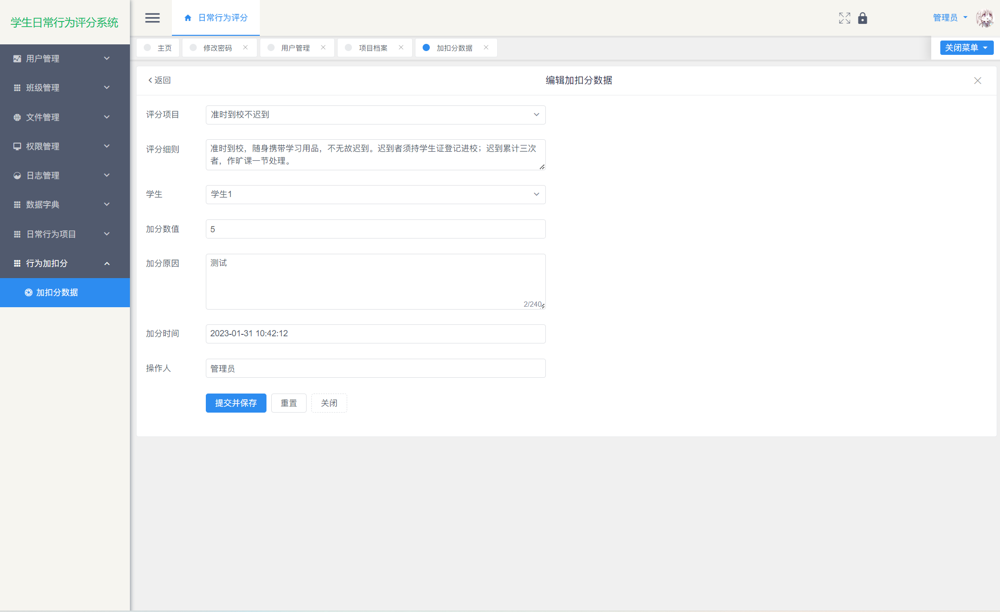 学生日常行为评分系统
日常行为评分
管理员
主页
修改密码
用户管理
项目档案
加扣分数据
关闭菜单
用户管理
班级管理
文件管理
权限管理
日志管理
数据字典
日常行为项目
行为加扣分
加扣分数据
返回
编辑加扣分数据
评分项目
准时到校不迟到
评分细则
准时到校，随身携带学习用品，不无故迟到。迟到者须持学生证登记进校；迟到累计三次
者，作旷课一节处理。
学生
学生1
加分数值
5
加分原因
测试
2/240
加分时间
2023-01-31 10:42:12
操作人
管理员
提交并保存
重置
关闭